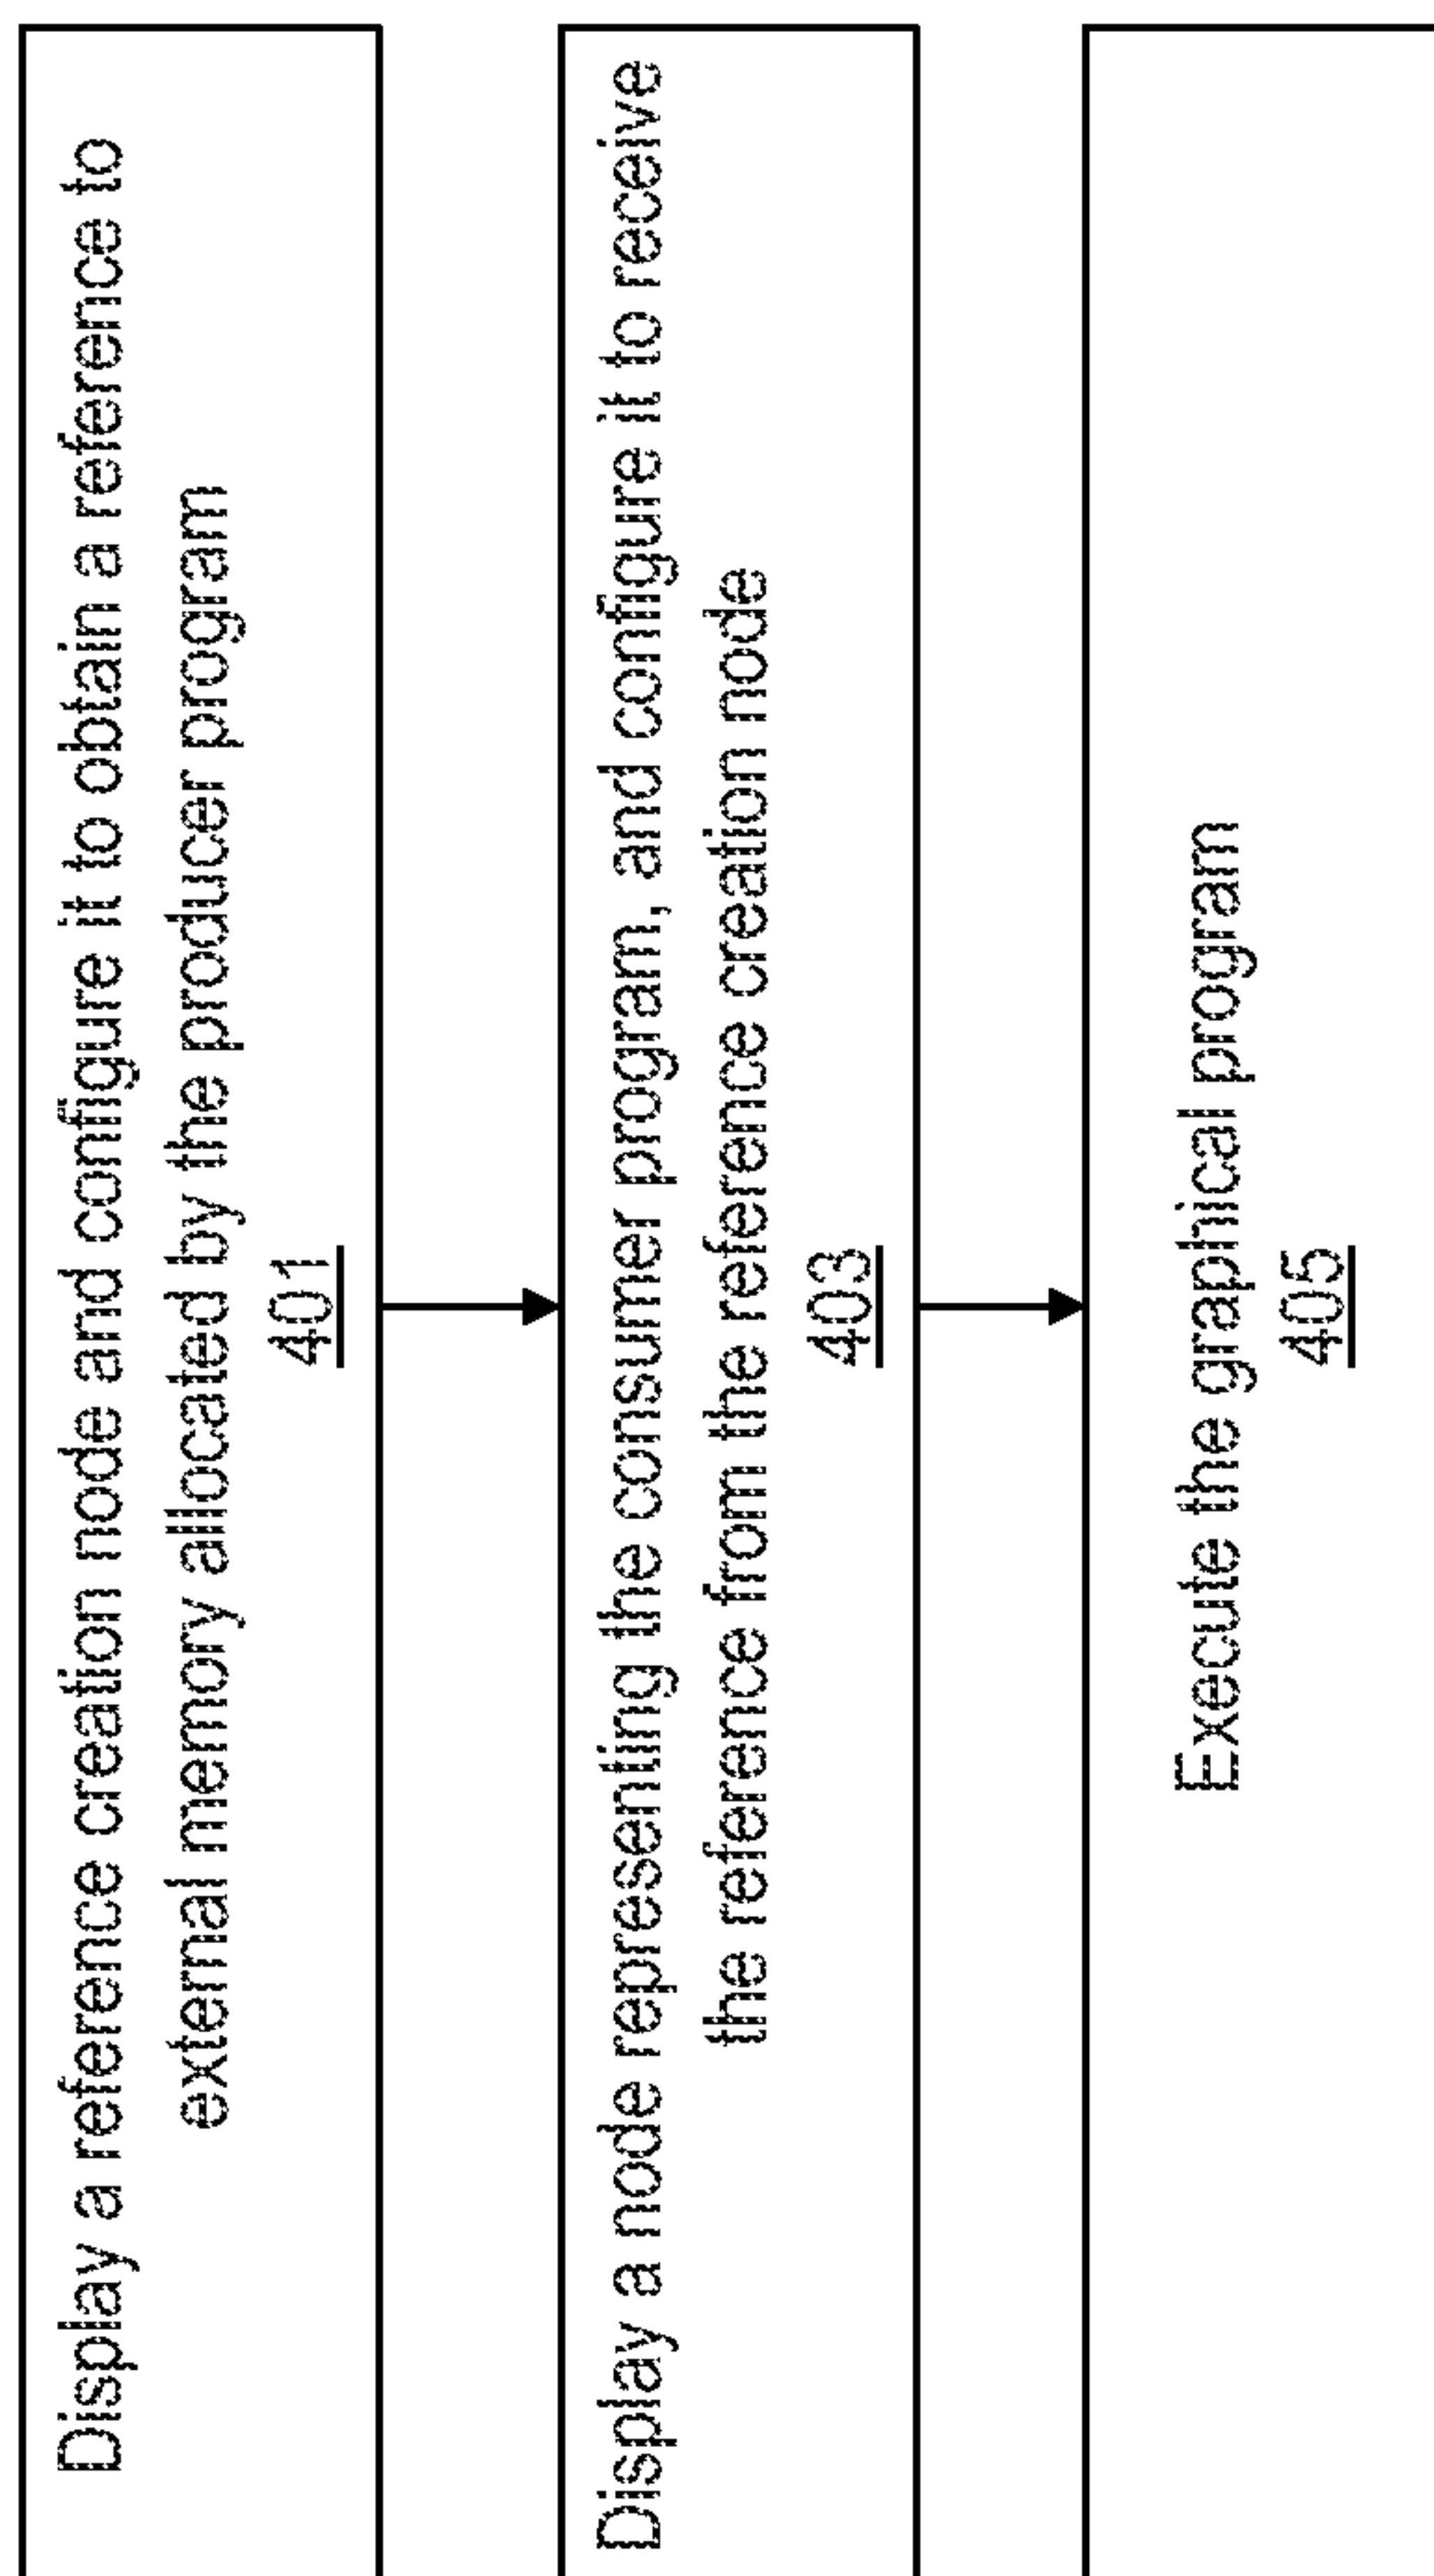 Display a reference creation node and configure it to obtain a reference to
external memory allocated by the producer program
401
Display a node representing the consumer program, and configure it to receive
the reference from the reference creation node
403
Execute the graphical program
405